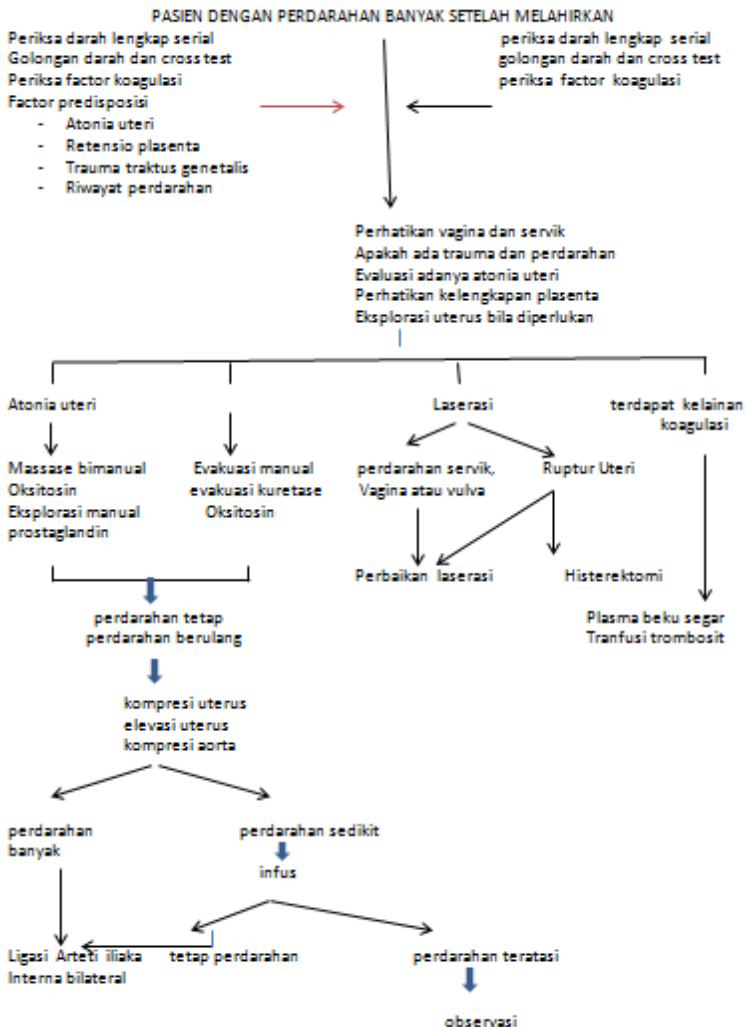 PASIEN DENGAN PERDARAHAN BANYAK SETELAH MELAHIRKAN
Periksa darah lengkap serial
Golongan darah dan cross test
Periksa factor koagulasi
Factor predisposisi
- Atonia uteri
- Retensio plasenta
- Trauma traktus genetalis
- Riwayat perdarahan
periksa darah lengkap serial
golongan darah dan cross test
periksa factor koagulasi
Perhatikan vagina dan servik
Apakah ada trauma dan perdarahan
Evaluasi adanya atonia uteri
Perhatikan kelengkapan plasenta
Eksplorasi uterus bila diperlukan
Atonia uteri
Laserasi
terdapat kelainan
koagulasi
Massase bimanual
Oksitosin
Eksplorasi manual
prostaglandin
Evakuasi manual
evakuasi kuretase
Oksitosin
perdarahan servik,
Vagina atau vulva
Ruptur Uteri
Perbaikan laserasi
Histerektomi
Plasma beku segar
Tranfusi trombosit
perdarahan tetap
perdarahan berulang
kompresi uterus
elevasi uterus
kompresi aorta
perdarahan
banyak
perdarahan sedikit
infus
Ligasi Arteti iliaka
Interna bilateral
tetap perdarahan
perdarahan teratasi
observasi